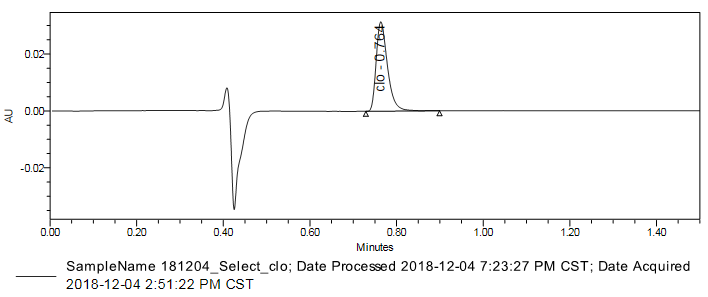 clo - 0.764
AU
0.02
0.00
-0.02
0.00 0.20 0.40 0.60 0.80 1.00 1.20 1.40
Minutes
SampleName 181204_Select_clo; Date Processed 2018-12-04 7:23:27 PM CST; Date Acquired
2018-12-04 2:51:22 PM CST